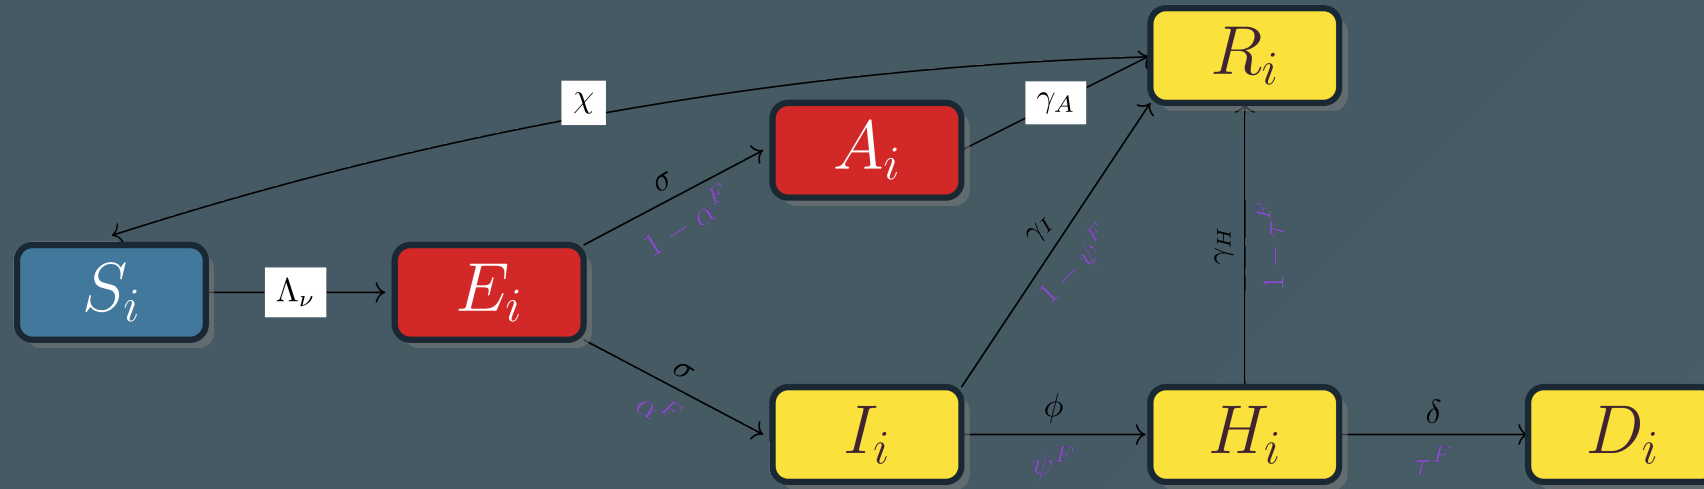 R_i
χ
γ_A
A_i
σ
1 − α^F
γ_I
1 − ψ^F
γ_H
1 − τ^F
S_i
Λ_ν
E_i
σ
α^F
I_i
ϕ
ψ^F
H_i
δ
τ^F
D_i